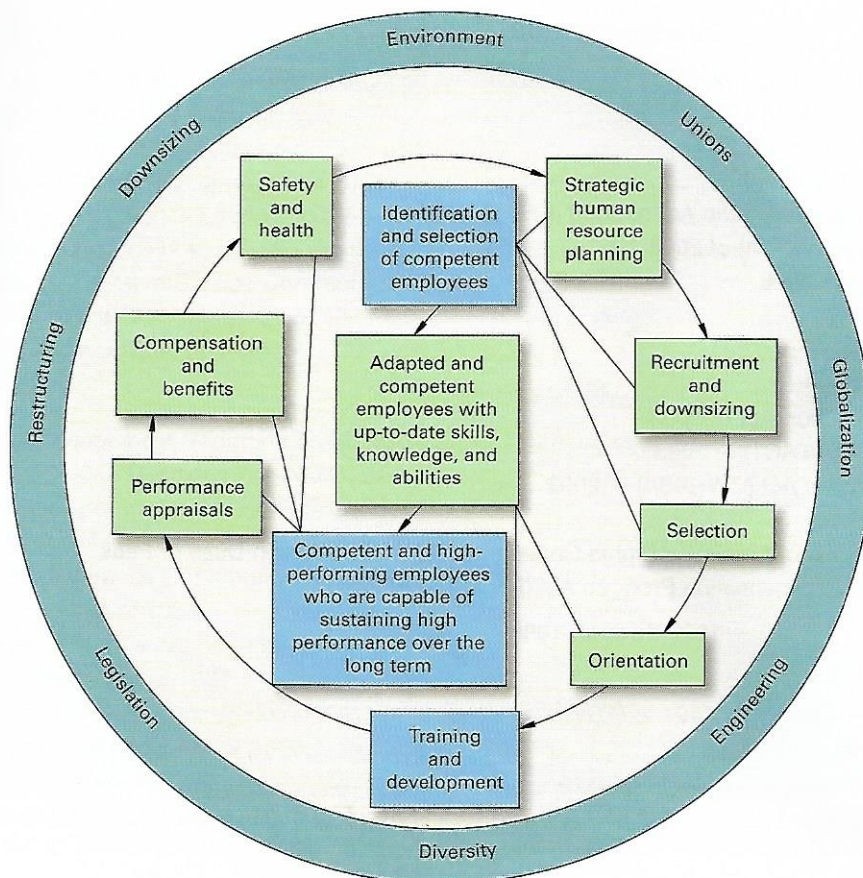 Environment
Downsizing
Unions
Safety
and
health
Identification
and selection
of competent
employees
Strategic
human
resource
planning
Restructuring
Compensation
and
benefits
Adapted and
competent
employees with
up-to-date skills,
knowledge, and
abilities
Recruitment
and
downsizing
Globalization
Performance
appraisals
Selection
Competent and high-
performing employees
who are capable of
sustaining high
performance over the
long term
Orientation
Legislation
Engineering
Training
and
development
Diversity